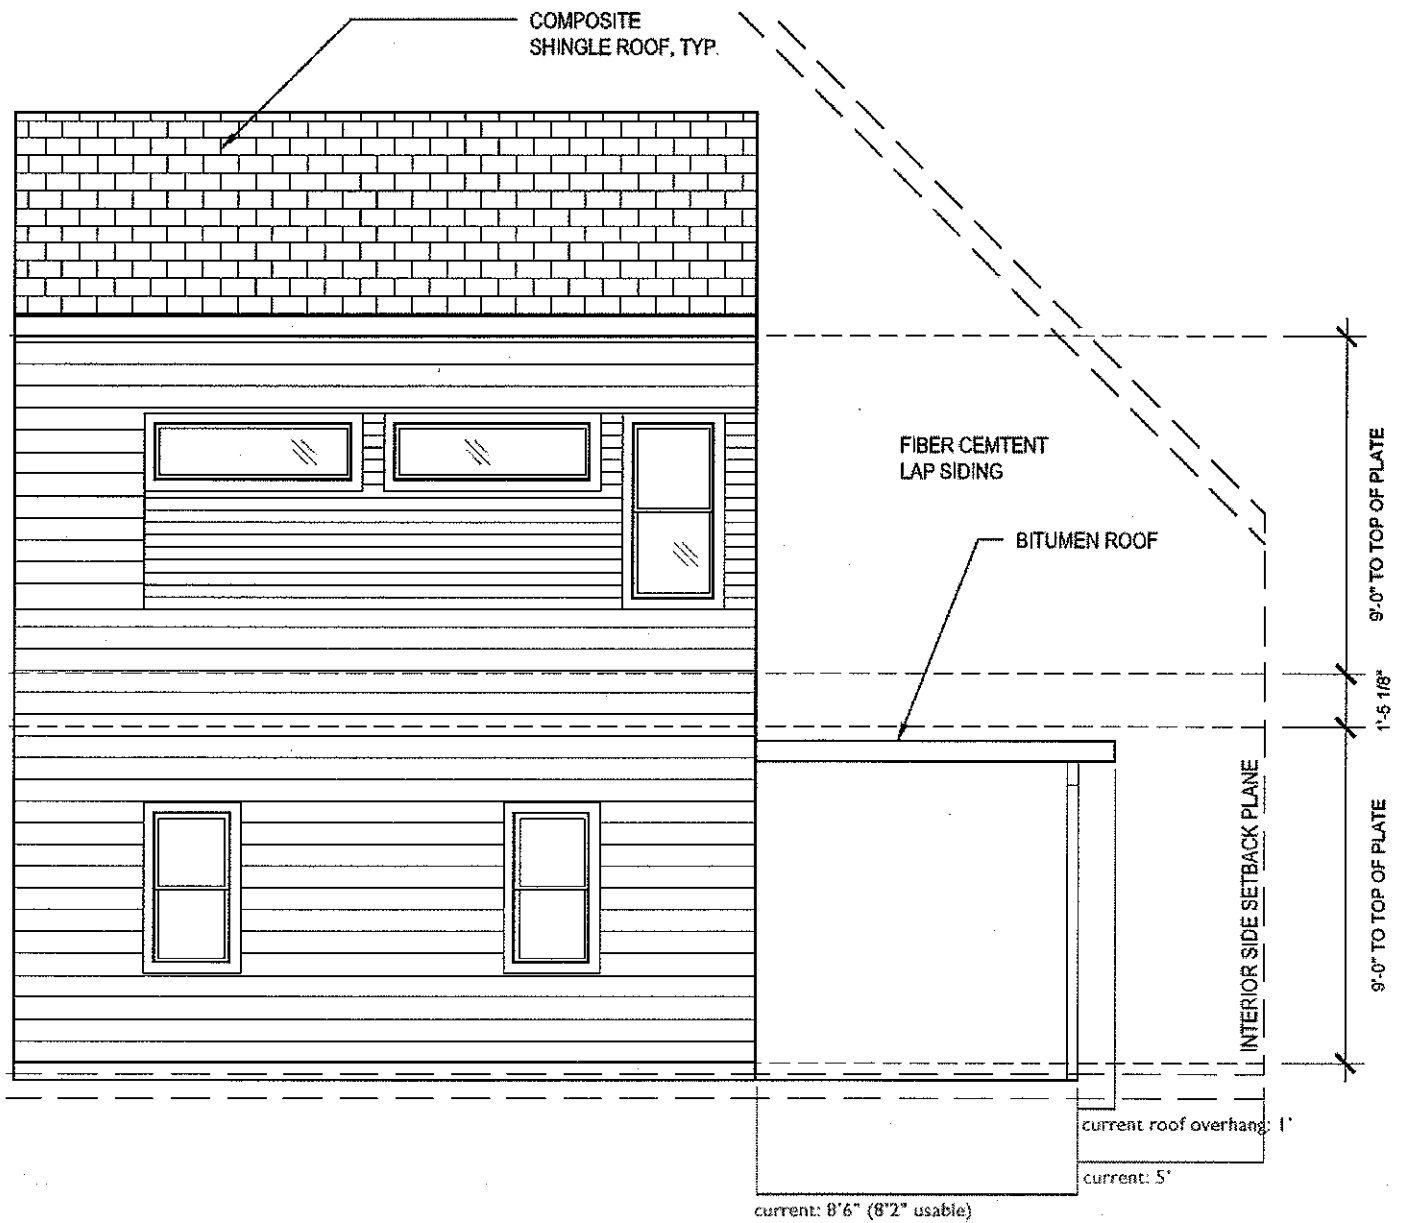 COMPOSITE
SHINGLE ROOF, TYP.
FIBER CEMTENT
LAP SIDING
BITUMEN ROOF
9'-0" TO TOP OF PLATE
1'-5 1/8"
9'-0" TO TOP OF PLATE
INTERIOR SIDE SETBACK PLANE
current roof overhang: 1'
current: 5'
current: 8'6" (8'2" usable)